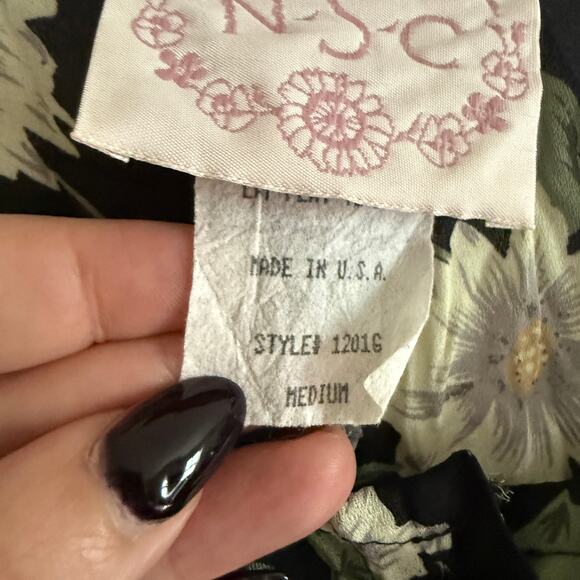 N-S-C
MADE IN U.S.A.
STYLE# 1201G
MEDIUM